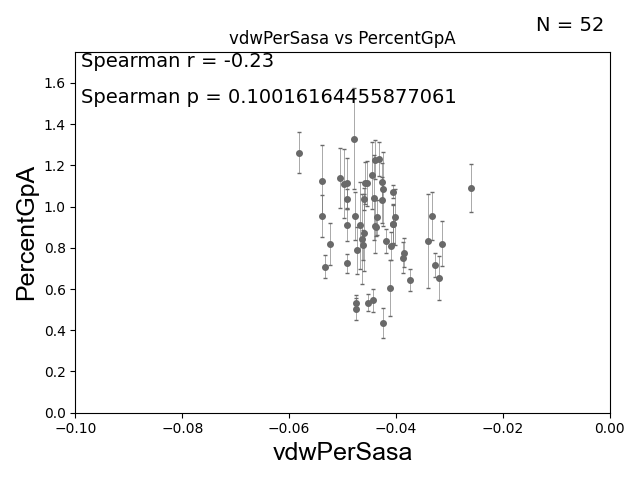 N = 52
vdwPerSasa vs PercentGpA
Spearman r = -0.23
Spearman p = 0.10016164455877061
PercentGpA
1.6
1.4
1.2
1.0
0.8
0.6
0.4
0.2
0.0
−0.10
−0.08
−0.06
−0.04
−0.02
0.00
vdwPerSasa